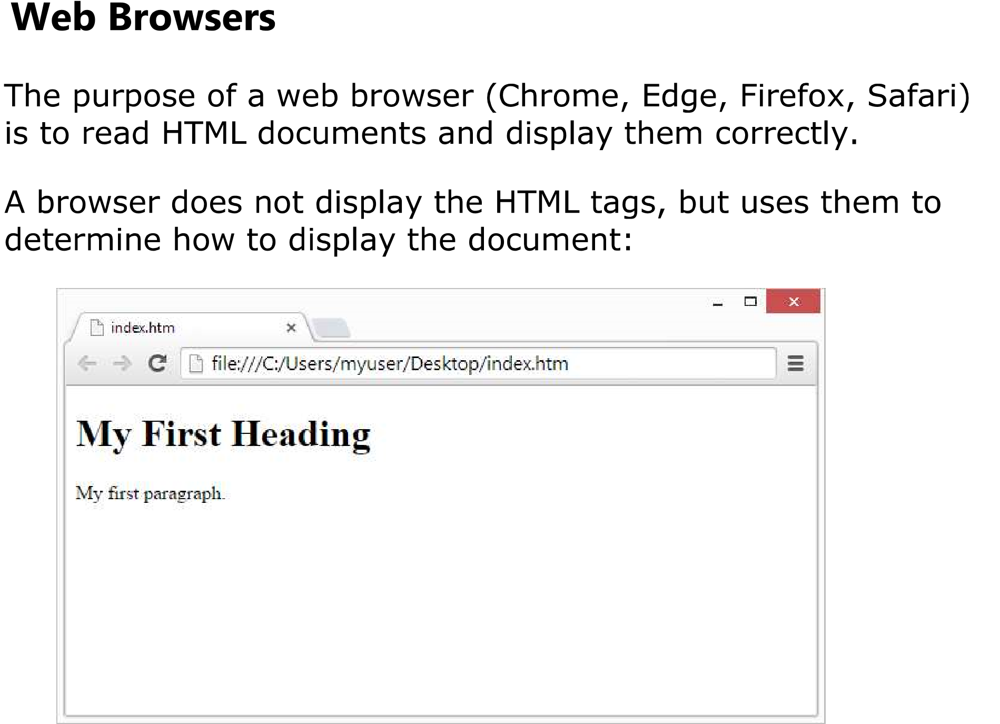 Web Browsers
The purpose of a web browser (Chrome, Edge, Firefox, Safari)
is to read HTML documents and display them correctly.
A browser does not display the HTML tags, but uses them to
determine how to display the document:
index.htm
file:///C:/Users/myuser/Desktop/index.htm
My First Heading
My first paragraph.